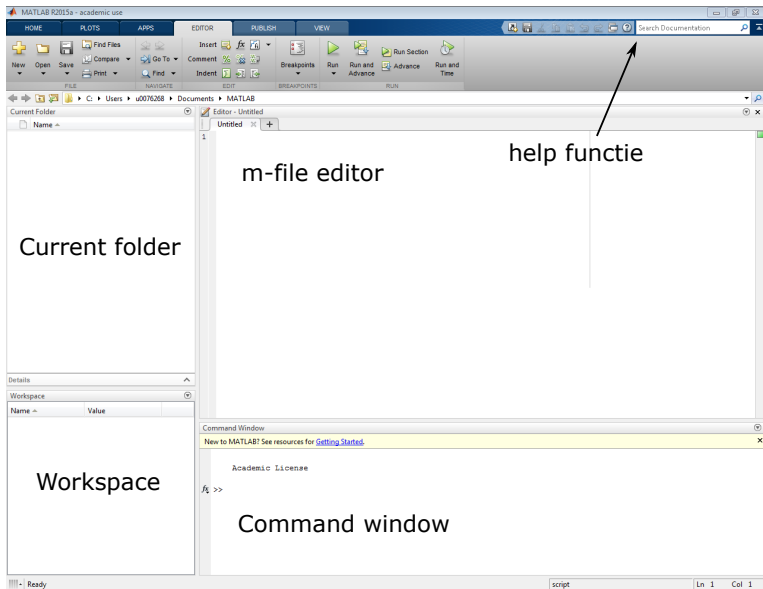 MATLAB R2015a - academic use
HOME PLOTS APPS EDITOR PUBLISH VIEW Search Documentation
Find Files Insert fx
New Open Save Compare Go To Comment Breakpoints Run Run and Advance Run Section Advance Run and Time
Print Find Indent
FILE NAVIGATE EDIT BREAKPOINTS RUN
C: Users u0076268 Documents MATLAB
Current Folder Editor - Untitled
Name Untitled +
1
help functie
m-file editor
Current folder
Details
Workspace
Name Value
Command Window
New to MATLAB? See resources for Getting Started.
Academic License
Workspace
fx >>
Command window
Ready script Ln 1 Col 1